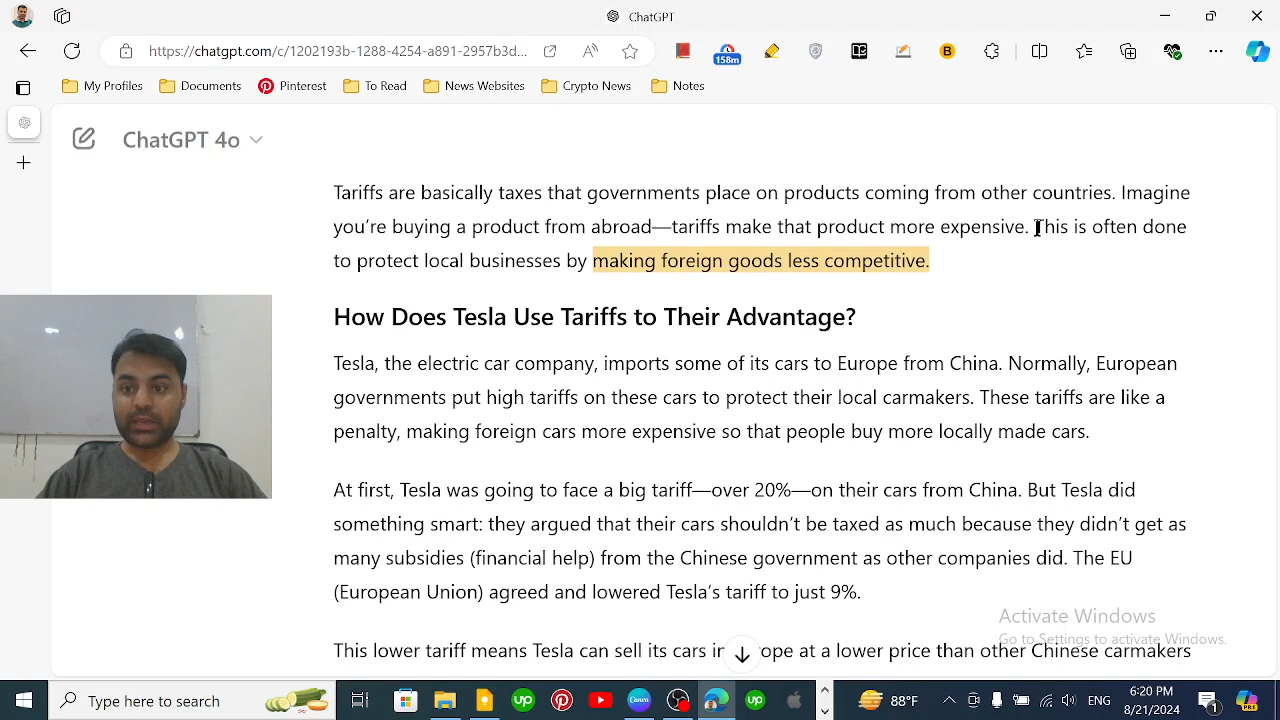 ChatGPT
https://chatgpt.com/c/1202193b-1288-4254-a891-2957b3d...
158m
B
My Profiles
Documents
Pinterest
To Read
News Websites
Crypto News
Notes
ChatGPT 4o
Tariffs are basically taxes that governments place on products coming from other countries. Imagine
you're buying a product from abroad—tariffs make that product more expensive. This is often done
to protect local businesses by making foreign goods less competitive.
How Does Tesla Use Tariffs to Their Advantage?
Tesla, the electric car company, imports some of its cars to Europe from China. Normally, European
governments put high tariffs on these cars to protect their local carmakers. These tariffs are like a
penalty, making foreign cars more expensive so that people buy more locally made cars.
At first, Tesla was going to face a big tariff—over 20%—on their cars from China. But Tesla did
something smart: they argued that their cars shouldn't be taxed as much because they didn't get as
many subsidies (financial help) from the Chinese government as other companies did. The EU
(European Union) agreed and lowered Tesla's tariff to just 9%.
Activate Windows
Go to Settings to activate Windows.
This lower tariff means Tesla can sell its cars in at a lower price than other Chinese carmakers
Type here to search
up
Canva
up
88°F
6:20 PM
8/21/2024
1
PRE